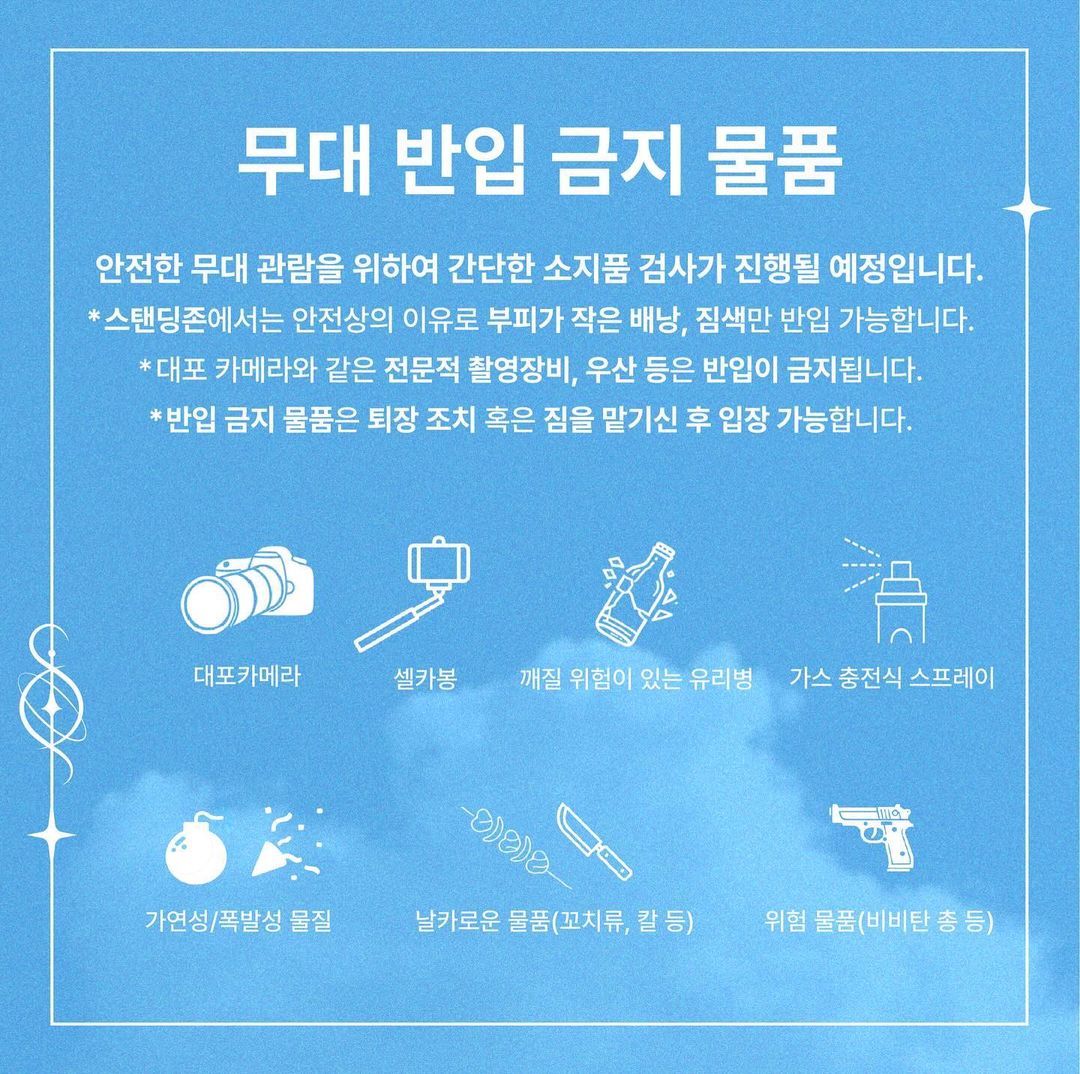 무대 반입 금지 물품
안전한 무대 관람을 위하여 간단한 소지품 검사가 진행될 예정입니다.
*스탠딩존에서는 안전상의 이유로 부피가 작은 배낭, 짐색만 반입 가능합니다.
*대포 카메라와 같은 전문적 촬영장비, 우산 등은 반입이 금지됩니다.
*반입 금지 물품은 퇴장 조치 혹은 짐을 맡기신 후 입장 가능합니다.
대포카메라
셀카봉
깨질 위험이 있는 유리병
가스 충전식 스프레이
가연성/폭발성 물질
날카로운 물품(꼬치류, 칼 등)
위험 물품(비비탄 총 등)